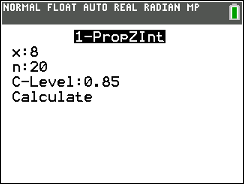 NORMAL FLOAT AUTO REAL RADIAN MP
1-PropZInt
x:8
n:20
C-Level:0.85
Calculate